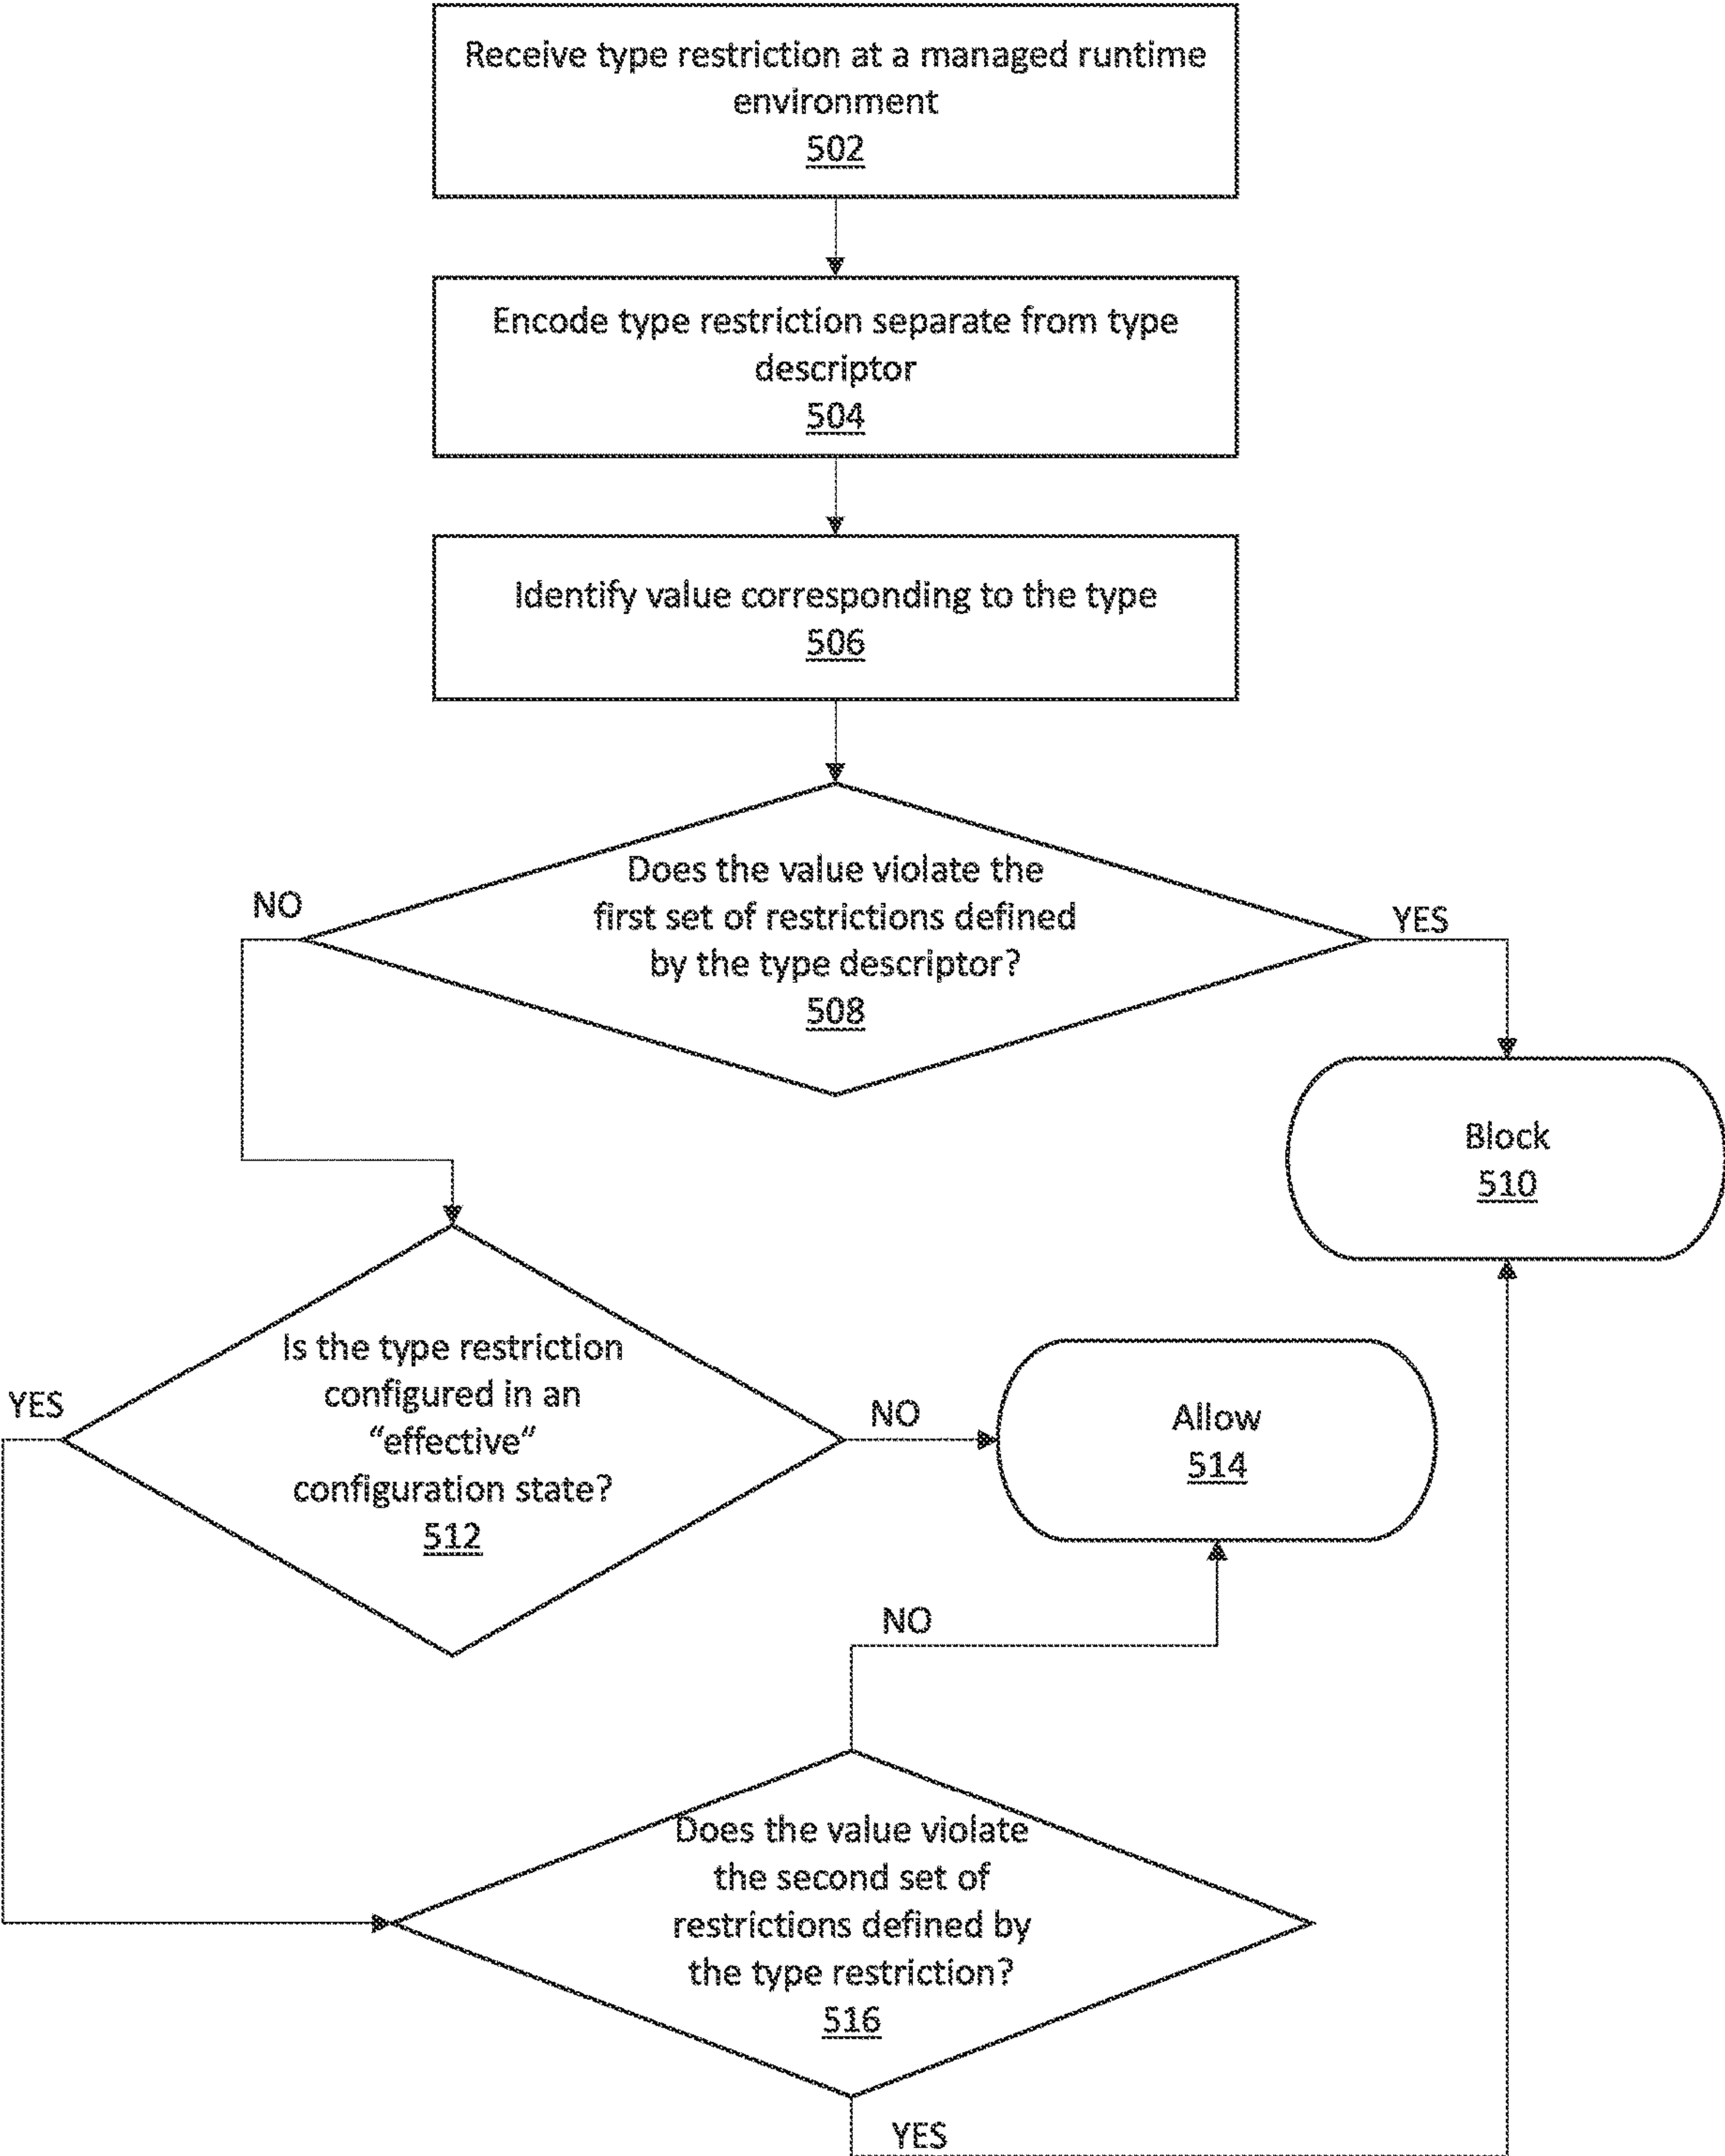 Receive type restriction at a managed runtime
environment
502
Encode type restriction separate from type
descriptor
504
Identify value corresponding to the type
506
Does the value violate the
first set of restrictions defined
by the type descriptor?
508
NO
YES
Block
510
Is the type restriction
configured in an
“effective“
configuration state?
512
YES
NO
Allow
514
NO
Does the value violate
the second set of
restrictions defined by
the type restriction?
516
YES